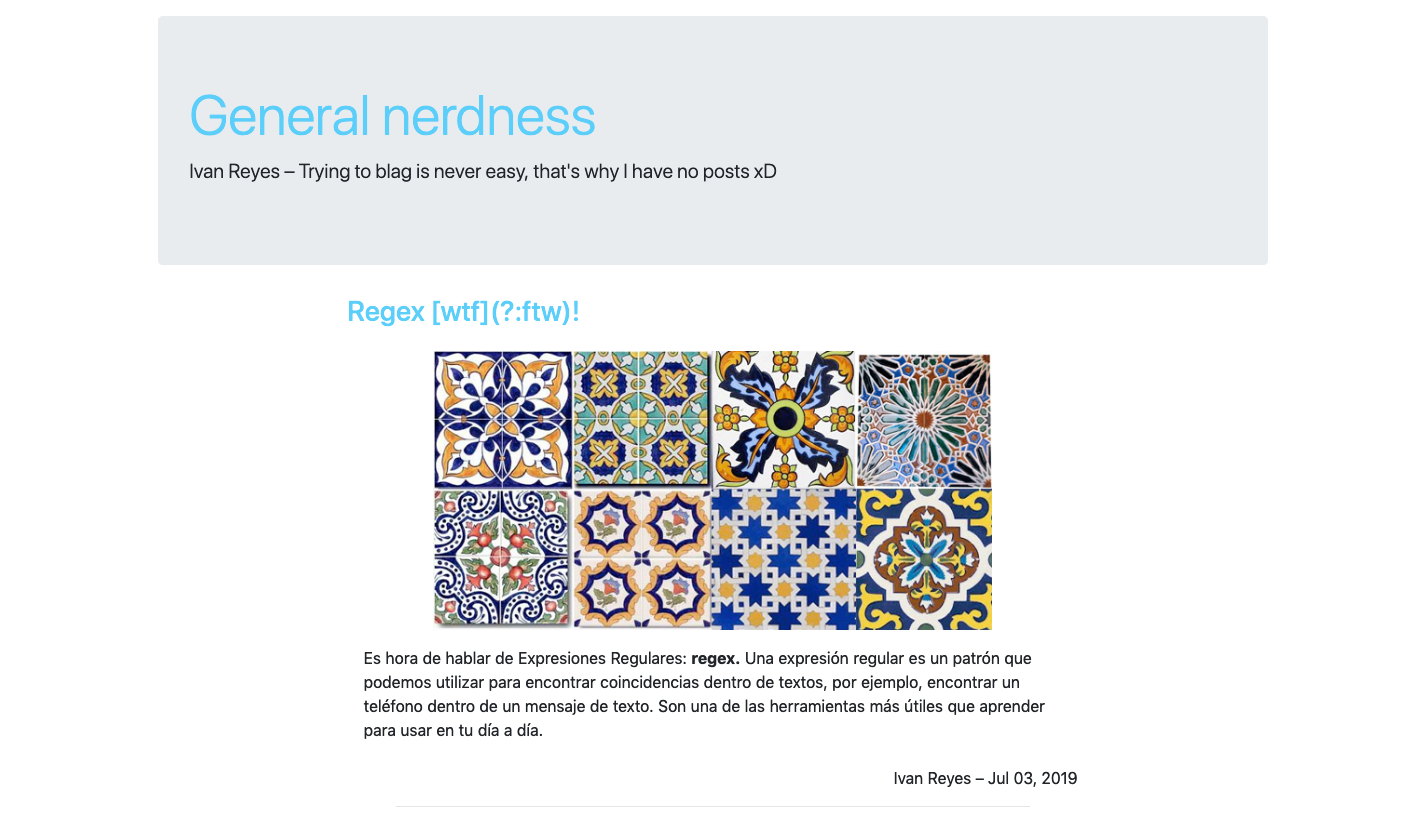 General nerdness
Ivan Reyes – Trying to blag is never easy, that's why I have no posts xD
Regex [wtf](?:ftw)!
Es hora de hablar de Expresiones Regulares: regex. Una expresión regular es un patrón que
podemos utilizar para encontrar coincidencias dentro de textos, por ejemplo, encontrar un
teléfono dentro de un mensaje de texto. Son una de las herramientas más útiles que aprender
para usar en tu día a día.
Ivan Reyes – Jul 03, 2019